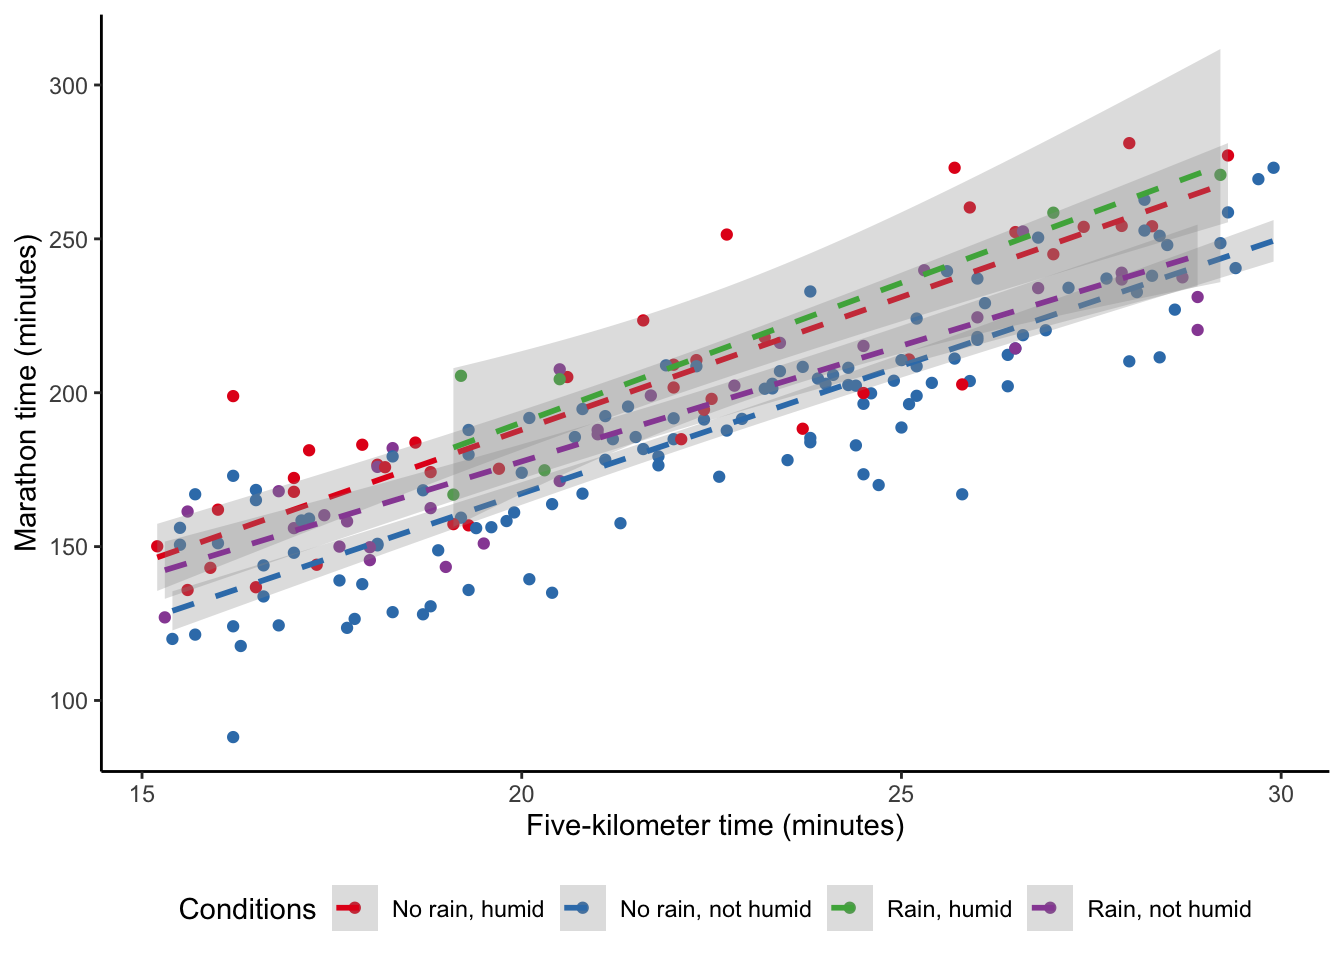 300
250
200
150
100
Marathon time (minutes)
15 20 25 30
Five-kilometer time (minutes)
Conditions No rain, humid No rain, not humid Rain, humid Rain, not humid